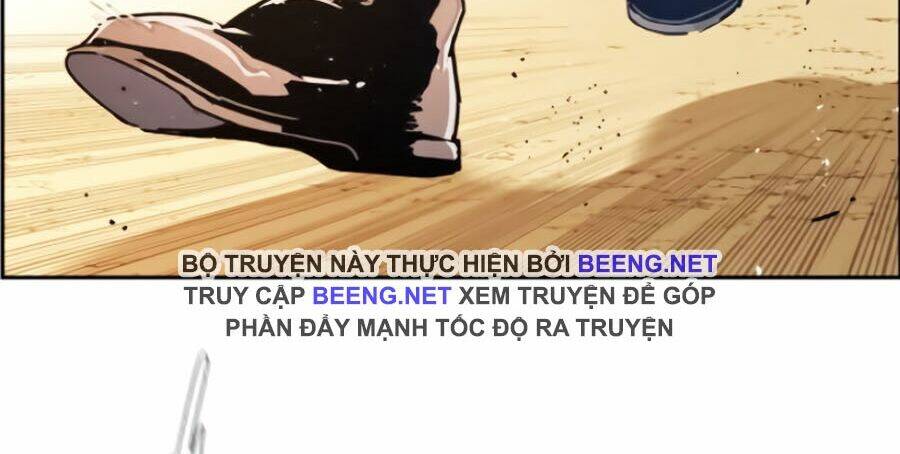 BỘ TRUYỆN NÀY THỰC HIỆN BỞI BEENG.NET
TRUY CẬP BEENG.NET XEM TRUYỆN ĐỂ GÓP
PHẦN ĐẨY MẠNH TỐC ĐỘ RA TRUYỆN